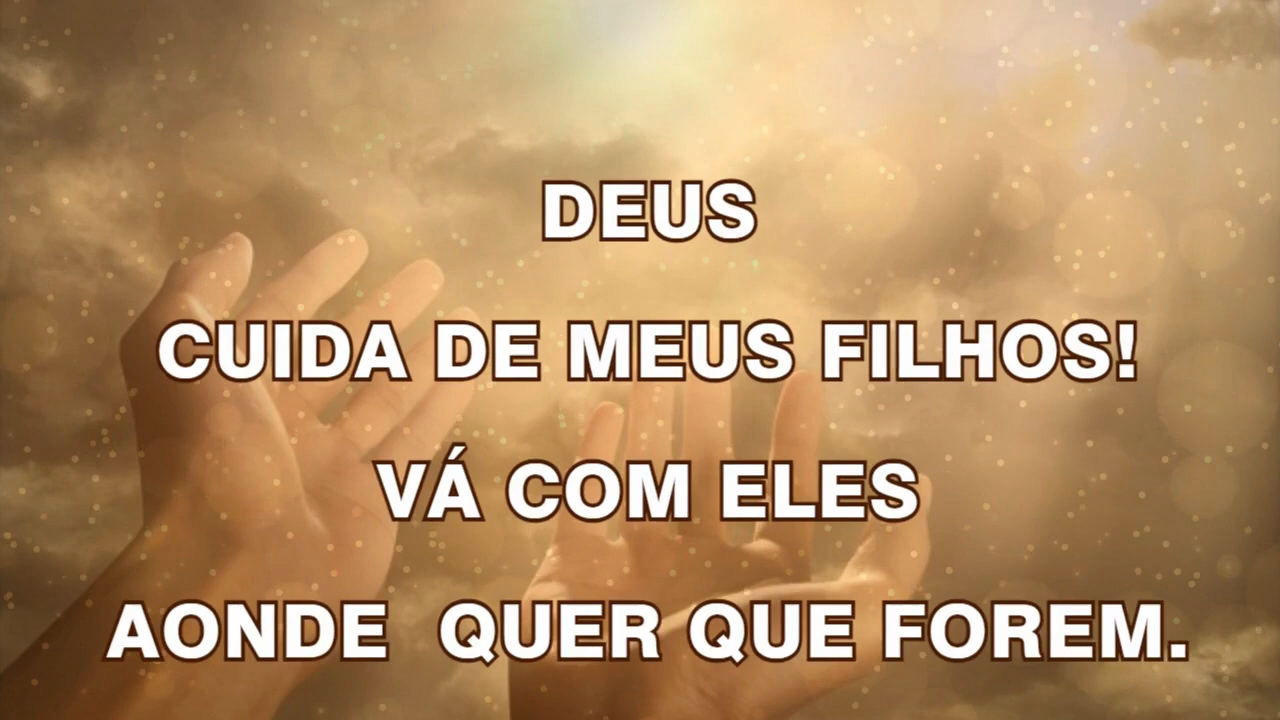 DEUS
CUIDA DE MEUS FILHOS!
VÁ COM ELES
AONDE QUER QUE FOREM.